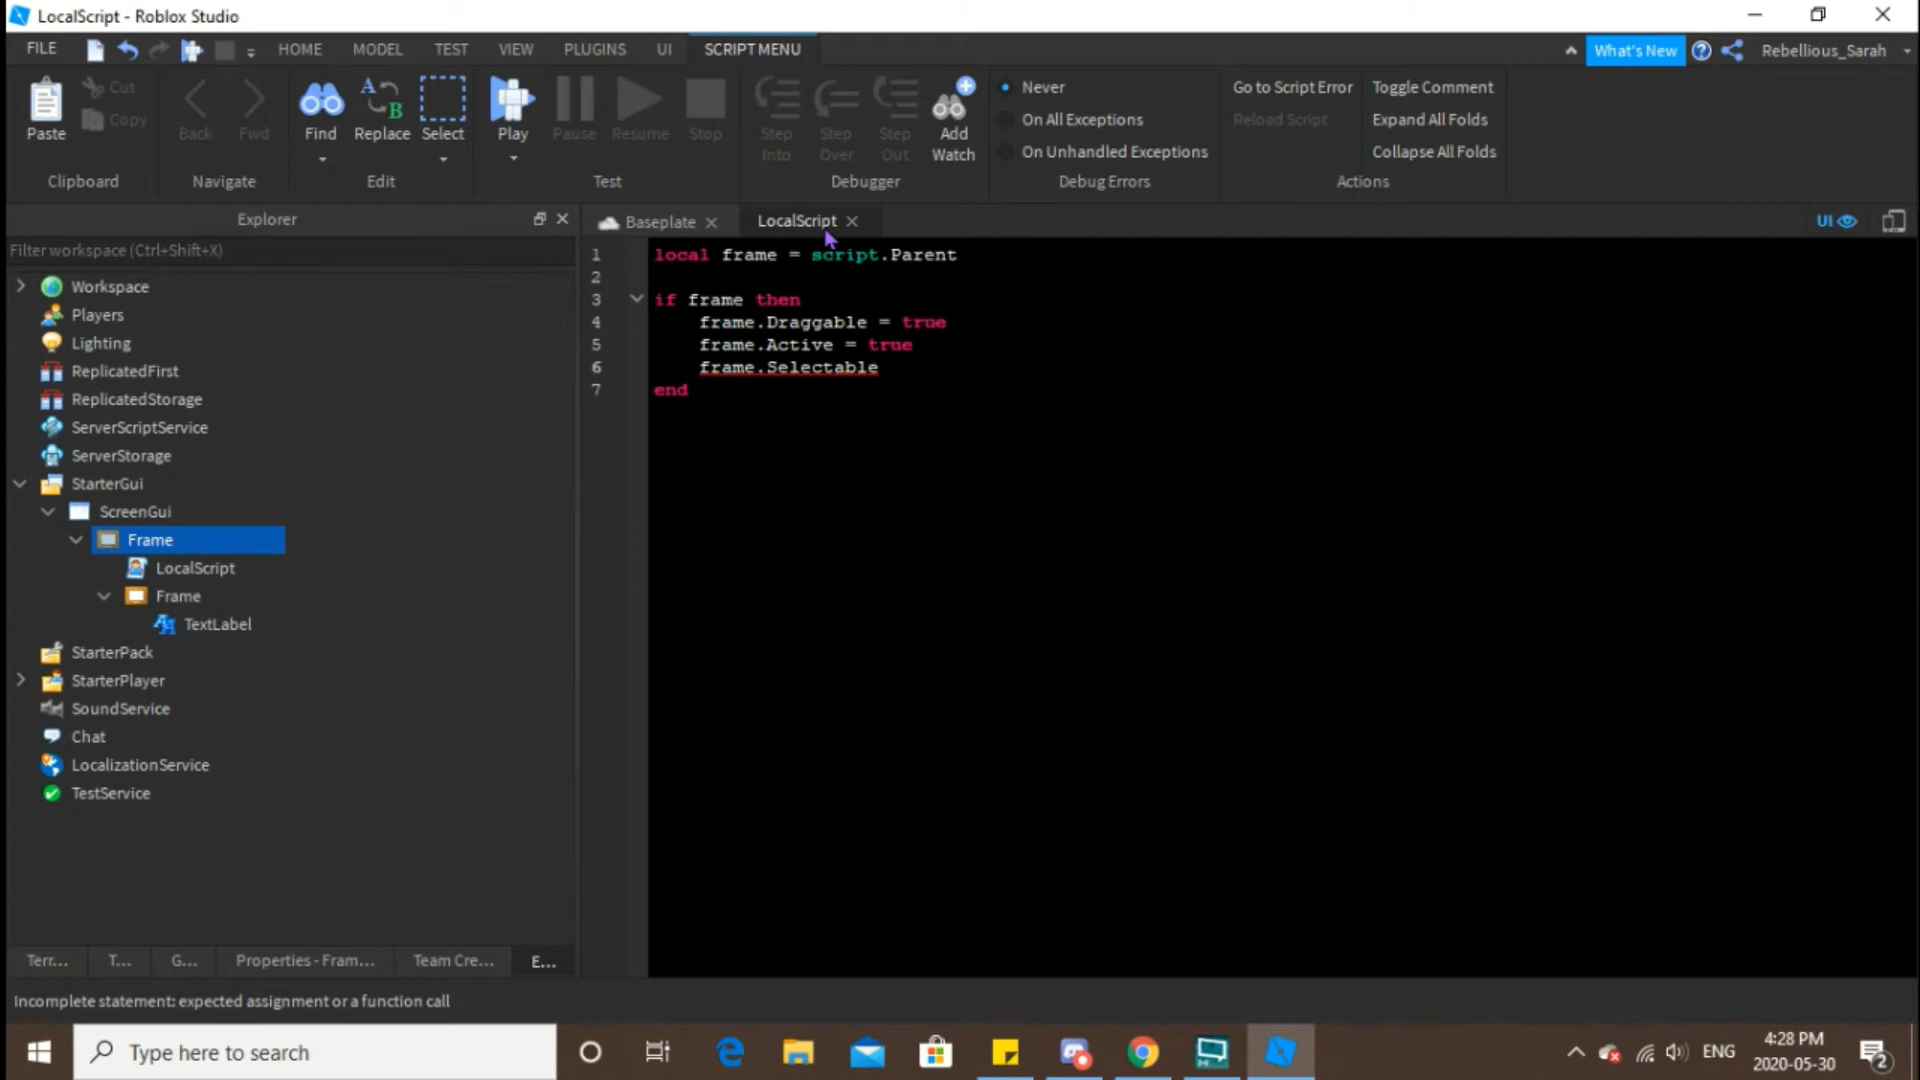 LocalScript - Roblox Studio
FILE
HOME
MODEL
TEST
VIEW
PLUGINS
UI
SCRIPT MENU
What's New
Rebellious_Sarah
Paste
Cut
Copy
Clipboard
Back
Fwd
Navigate
Find
Replace
Select
Edit
Play
Pause
Resume
Stop
Test
Step Into
Step Over
Step Out
Add Watch
Debugger
Never
On All Exceptions
On Unhandled Exceptions
Debug Errors
Go to Script Error
Reload Script
Toggle Comment
Expand All Folds
Collapse All Folds
Actions
Explorer
Filter workspace (Ctrl+Shift+X)
Workspace
Players
Lighting
ReplicatedFirst
ReplicatedStorage
ServerScriptService
ServerStorage
StarterGui
ScreenGui
Frame
LocalScript
Frame
TextLabel
StarterPack
StarterPlayer
SoundService
Chat
LocalizationService
TestService
Terr...
T...
G...
Properties - Fram...
Team Cre...
E...
Baseplate
LocalScript
UI
1 local frame = script.Parent
2
3 if frame then
4 frame.Draggable = true
5 frame.Active = true
6 frame.Selectable
7 end
Incomplete statement: expected assignment or a function call
Type here to search
ENG
4:28 PM
2020-05-30
2